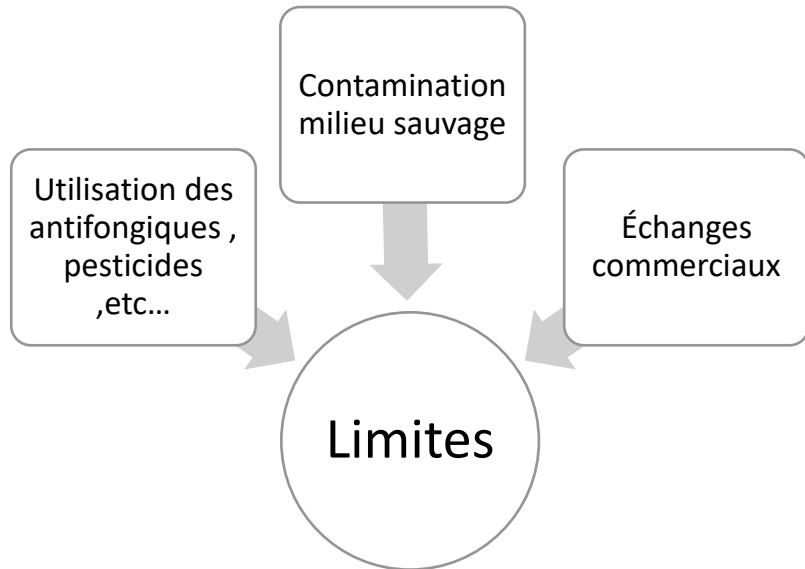 Contamination
milieu sauvage
Utilisation des
antifongiques ,
pesticides
,etc...
Échanges
commerciaux
Limites